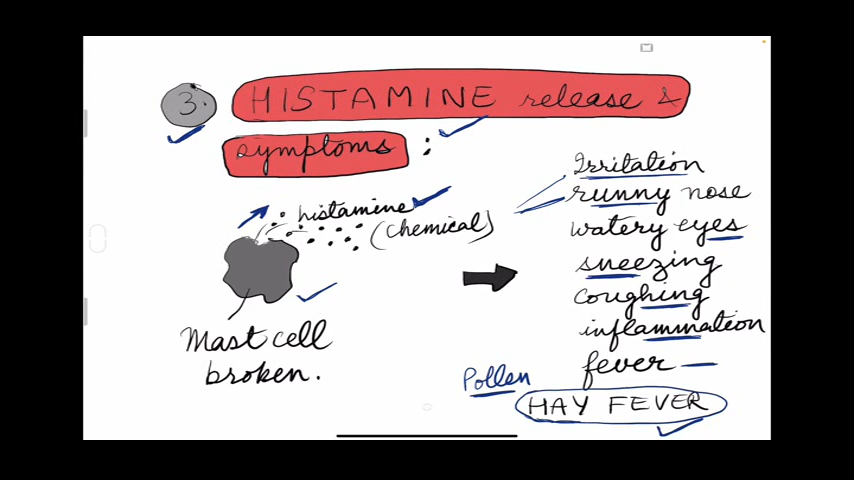 3.
HISTAMINE release &
symptoms :
histamine
(Chemical)
Mast cell
broken.
Irritation
runny nose
watery eyes
sneezing
coughing
inflammation
fever
Pollen
HAY FEVER